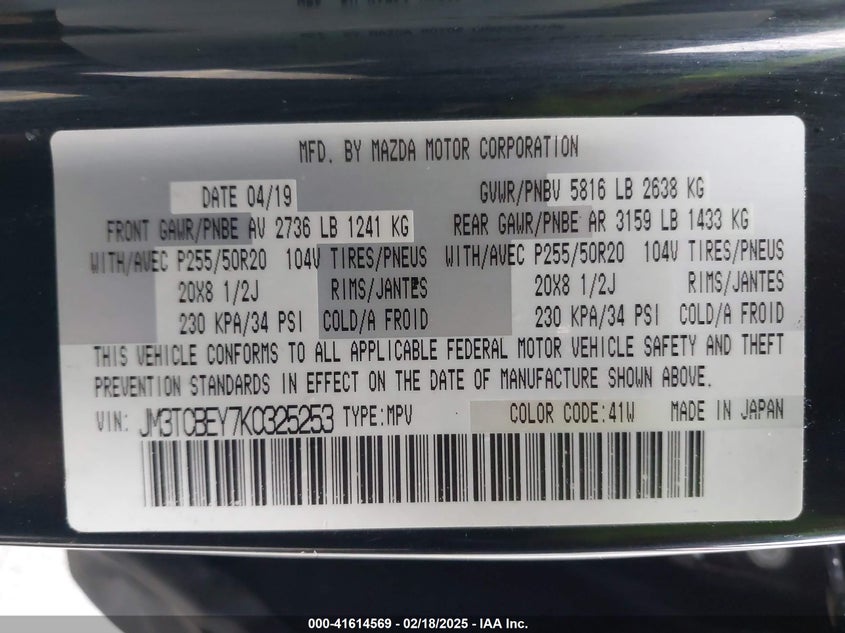 MFD. BY MAZDA MOTOR CORPORATION
DATE 04/19 GVWR/PNBV 5816 LB 2638 KG
FRONT GAWR/PNBE AV 2736 LB 1241 KG REAR GAWR/PNBE AR 3159 LB 1433 KG
WITH/AVEC P255/50R20 104V TIRES/PNEUS WITH/AVEC P255/50R20 104V TIRES/PNEUS
20X8 1/2J RIMS/JANTES 20X8 1/2J RIMS/JANTES
230 KPA/34 PSI COLD/A FROID 230 KPA/34 PSI COLD/A FROID
THIS VEHICLE CONFORMS TO ALL APPLICABLE FEDERAL MOTOR VEHICLE SAFETY AND THEFT
PREVENTION STANDARDS IN EFFECT ON THE DATE OF MANUFACTURE SHOWN ABOVE.
VIN: JM3TCBEY7K0325253 TYPE:MPV COLOR CODE:41W MADE IN JAPAN
000-41614569 - 02/18/2025 - IAA Inc.